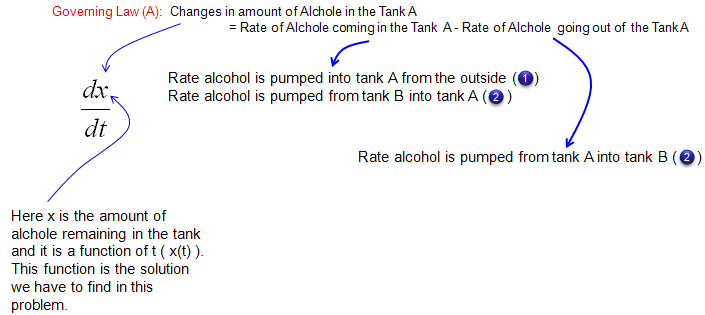 Governing Law (A): Changes in amount of Alchole in the Tank A
= Rate of Alchole coming in the Tank A - Rate of Alchole going out of the Tank A
Rate alcohol is pumped into tank A from the outside (1)
Rate alcohol is pumped from tank B into tank A (2)
dx
dt
Rate alcohol is pumped from tank A into tank B (2)
Here x is the amount of
alchole remaining in the tank
and it is a function of t ( x(t) ).
This function is the solution
we have to find in this
problem.